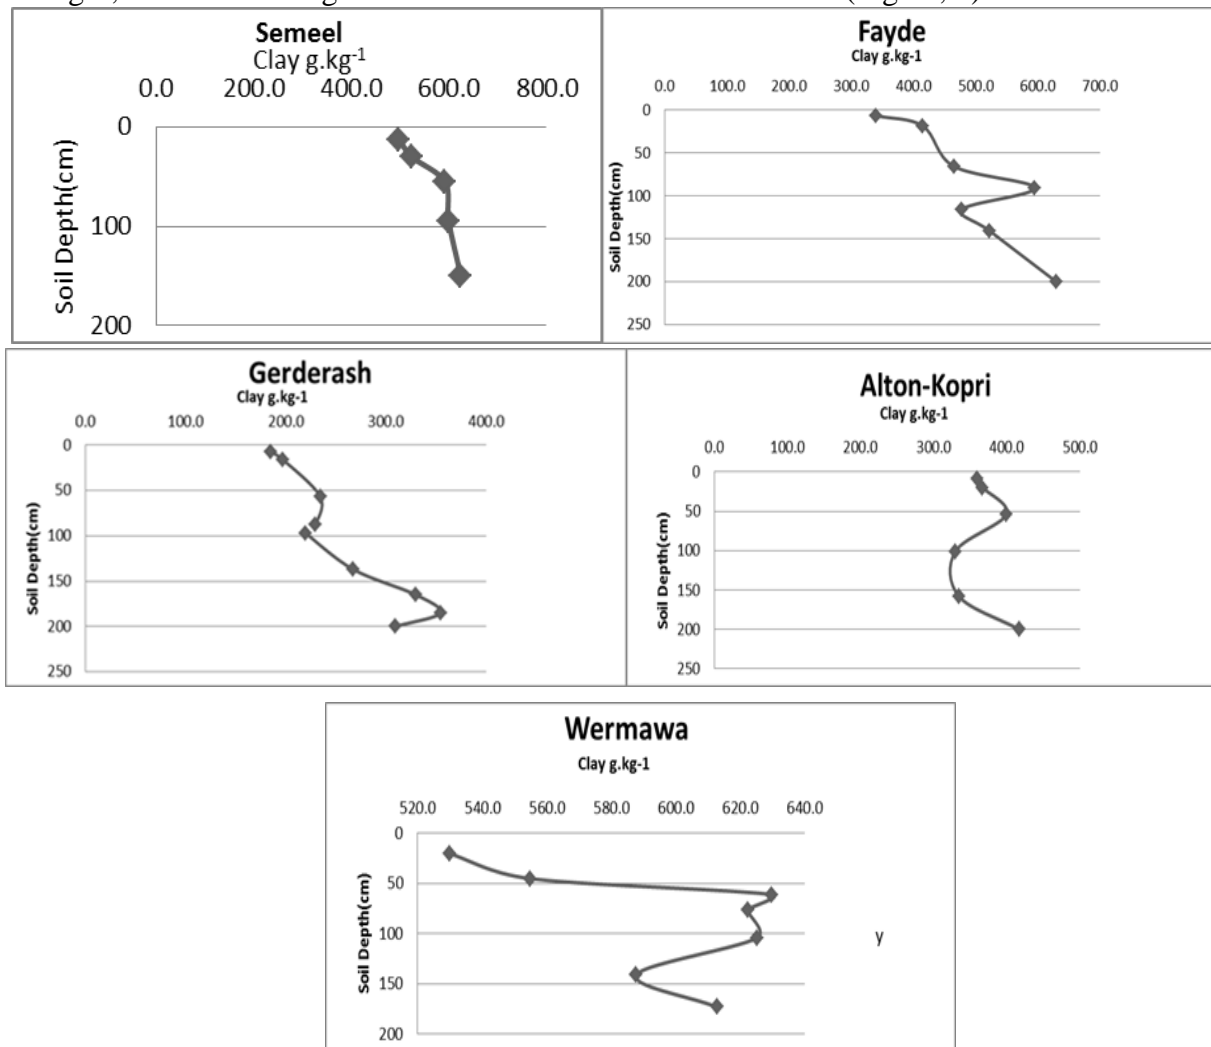 Semeel
Clay g.kg-1
0.0 200.0 400.0 600.0 800.0
0
100
200
Soil Depth(cm)
Fayde
Clay g.kg-1
0.0 100.0 200.0 300.0 400.0 500.0 600.0 700.0
0
50
100
150
200
250
Soil Depth(cm)
Gerderash
Clay g.kg-1
0.0 100.0 200.0 300.0 400.0
0
50
100
150
200
250
Soil Depth(cm)
Alton-Kopri
Clay g.kg-1
0.0 100.0 200.0 300.0 400.0 500.0
0
50
100
150
200
250
Soil Depth(cm)
Wermawa
Clay g.kg-1
520.0 540.0 560.0 580.0 600.0 620.0 640.0
0
50
100
150
200
Soil Depth(cm)
y